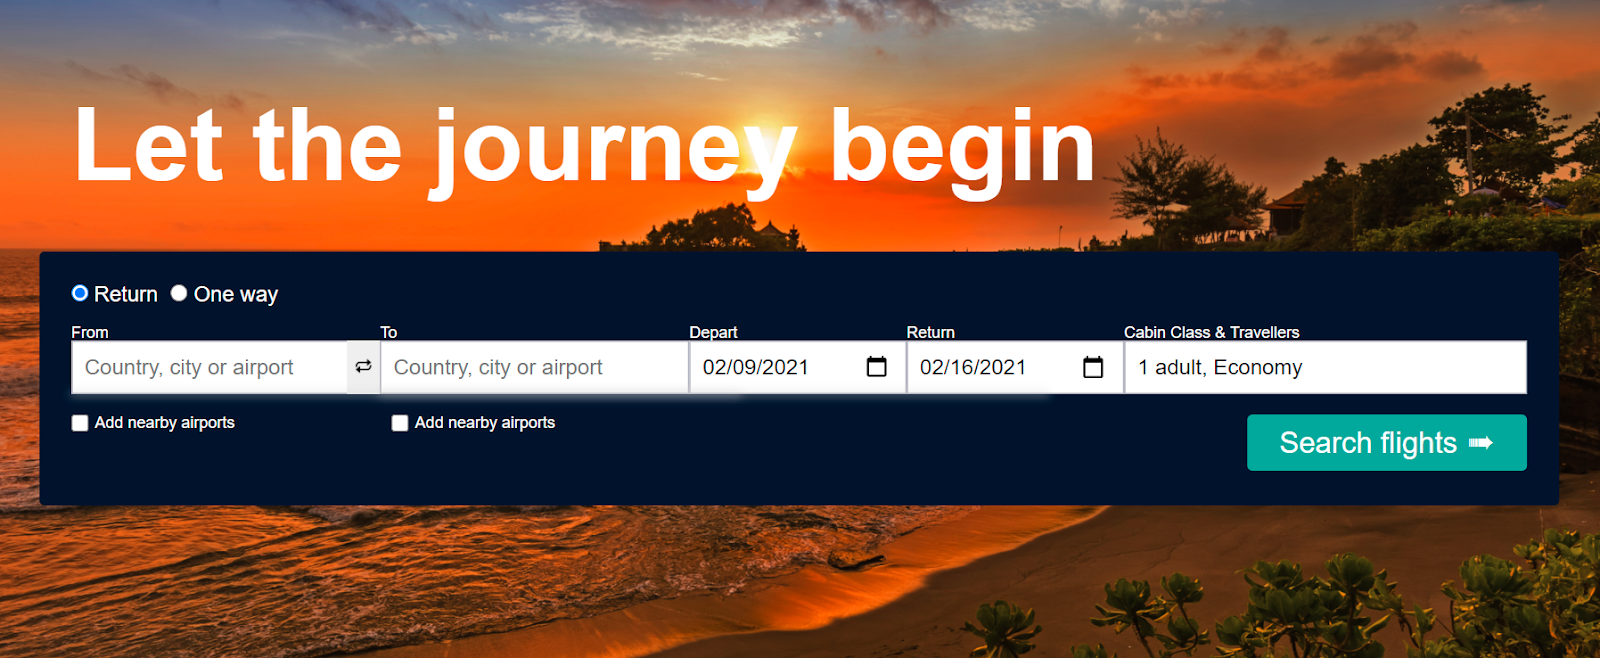 Let the journey begin
Return One way
From To Depart Return Cabin Class & Travellers
Country, city or airport Country, city or airport 02/09/2021 02/16/2021 1 adult, Economy
Add nearby airports Add nearby airports
Search flights ➠